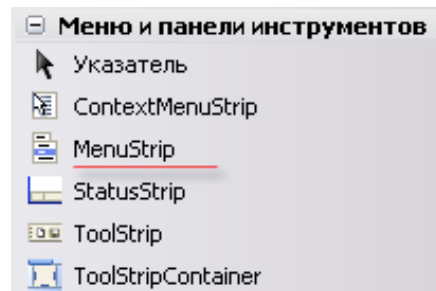 Меню и панели инструментов
Указатель
ContextMenuStrip
MenuStrip
StatusStrip
ToolStrip
ToolStripContainer